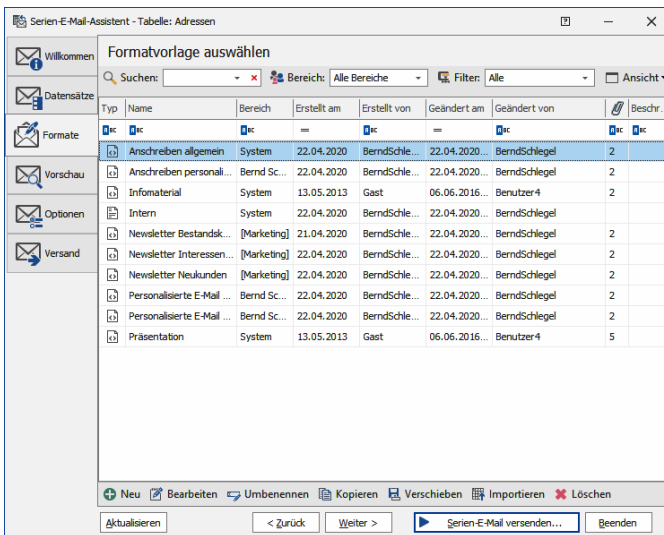 Serien-E-Mail-Assistent - Tabelle: Adressen
Willkommen
Datensätze
Formate
Vorschau
Optionen
Versand
Formatvorlage auswählen
Suchen: Bereich: Alle Bereiche Filter: Alle Ansicht
Typ Name Bereich Erstellt am Erstellt von Geändert am Geändert von Beschr.
Anschreiben allgemein System 22.04.2020 BerndSchle... 22.04.2020... BerndSchlegel 2
Anschreiben personali... Bernd Sc... 22.04.2020 BerndSchle... 22.04.2020... BerndSchlegel 2
Infomaterial System 13.05.2013 Gast 06.06.2016... Benutzer4 2
Intern System 22.04.2020 BerndSchle... 22.04.2020... BerndSchlegel
Newsletter Bestandsk... [Marketing] 21.04.2020 BerndSchle... 22.04.2020... BerndSchlegel 2
Newsletter Interessen... [Marketing] 22.04.2020 BerndSchle... 22.04.2020... BerndSchlegel 2
Newsletter Neukunden [Marketing] 22.04.2020 BerndSchle... 22.04.2020... BerndSchlegel 2
Personalisierte E-Mail ... Bernd Sc... 22.04.2020 BerndSchle... 22.04.2020... BerndSchlegel 2
Personalisierte E-Mail ... Bernd Sc... 22.04.2020 BerndSchle... 22.04.2020... BerndSchlegel 2
Präsentation System 13.05.2013 Gast 06.06.2016... Benutzer4 5
Neu Bearbeiten Umbenennen Kopieren Verschieben Importieren Löschen
Aktualisieren < Zurück Weiter > Serien-E-Mail versenden... Beenden